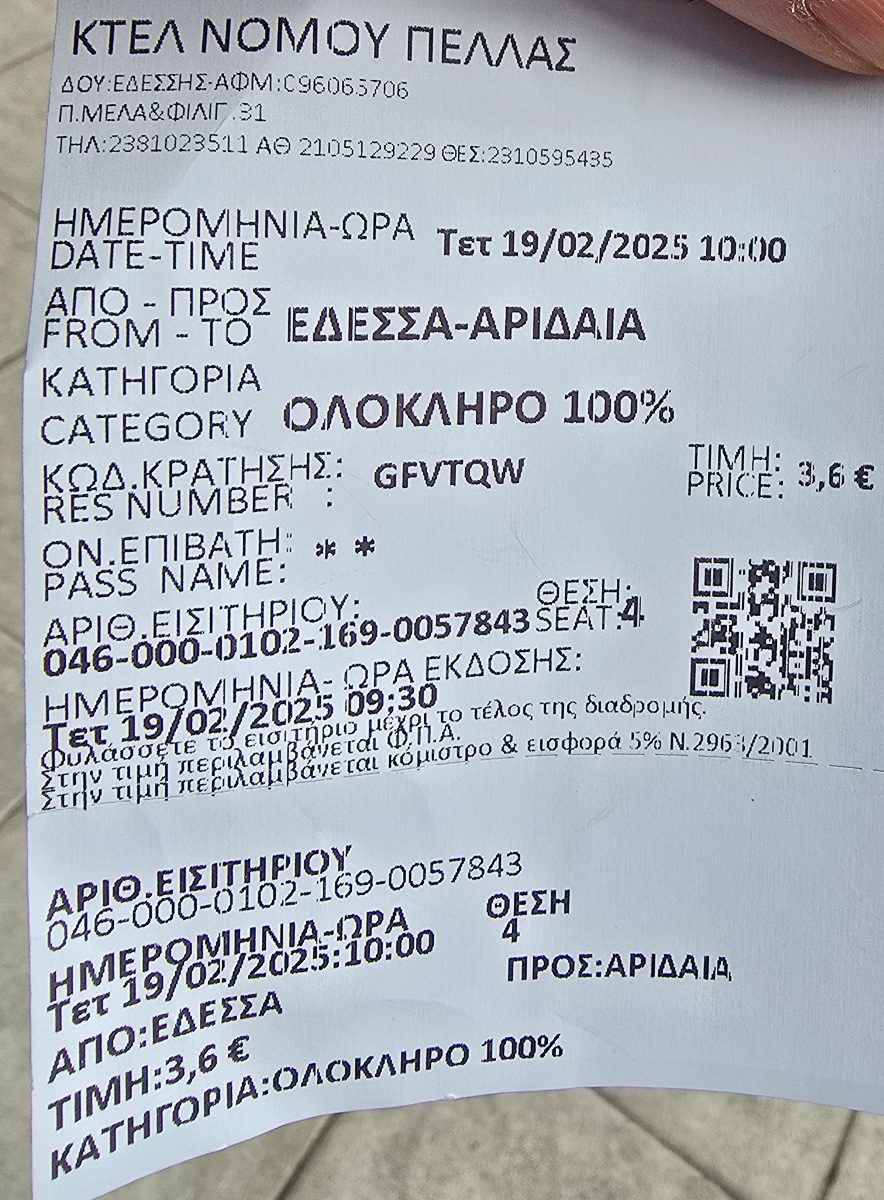 ΚΤΕΛ ΝΟΜΟΥ ΠΕΛΛΑΣ
ΔΟΥ:ΕΔΕΣΣΗΣ-ΑΦΜ:096065706
Π.ΜΕΛΑ&ΦΙΛΙΠ.31
ΤΗΛ:2381023511 ΑΘ 2105129229 ΘΕΣ:2310595435
ΗΜΕΡΟΜΗΝΙΑ-ΩΡΑ
DATE-TIME
Τετ 19/02/2025 10:00
ΑΠΟ - ΠΡΟΣ
FROM - TO
ΕΔΕΣΣΑ-ΑΡΙΔΑΙΑ
ΚΑΤΗΓΟΡΙΑ
CATEGORY
ΟΛΟΚΛΗΡΟ 100%
ΚΩΔ.ΚΡΑΤΗΣΗΣ:
RES NUMBER :
GFVTQW
ΤΙΜΗ:
PRICE:
3,6 €
ΟΝ.ΕΠΙΒΑΤΗ:
PASS NAME:
* *
ΑΡΙΘ.ΕΙΣΙΤΗΡΙΟΥ:
046-000-0102-169-0057843
ΘΕΣΗ:
SEAT:
4
ΗΜΕΡΟΜΗΝΙΑ- ΩΡΑ ΕΚΔΟΣΗΣ:
Τετ 19/02/2025 09:30
Φυλάσσετε το εισιτήριο μέχρι το τέλος της διαδρομής.
Στην τιμή περιλαμβάνεται Φ.Π.Α.
Στην τιμή περιλαμβάνεται κόμιστρο & εισφορά 5% Ν.2963/2001
ΑΡΙΘ.ΕΙΣΙΤΗΡΙΟΥ
046-000-0102-169-0057843
ΘΕΣΗ
4
ΗΜΕΡΟΜΗΝΙΑ-ΩΡΑ
Τετ 19/02/2025:10:00
ΑΠΟ:ΕΔΕΣΣΑ
ΠΡΟΣ:ΑΡΙΔΑΙΑ
ΤΙΜΗ:3,6 €
ΚΑΤΗΓΟΡΙΑ:ΟΛΟΚΛΗΡΟ 100%